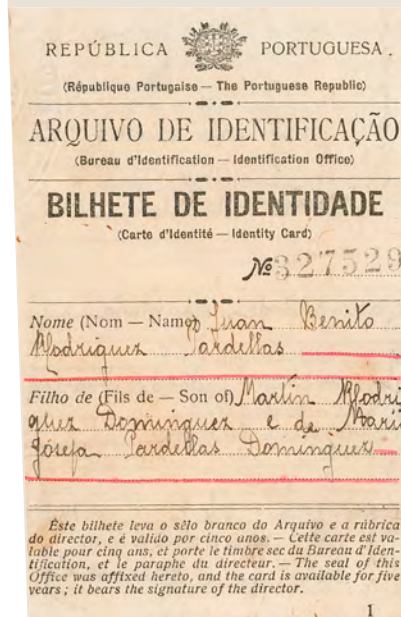 REPÚBLICA PORTUGUESA.
(République Portugaise — The Portuguese Republic)
ARQUIVO DE IDENTIFICAÇÃO
(Bureau d'Identification — Identification Office)
BILHETE DE IDENTIDADE
(Carte d'Identité — Identity Card)
№ 327529
Nome (Nom — Name) Juan Benito
Rodriguez Pardellas
Filho de (Fils de — Son of) Martin Rodri
guez Dominguez e de Maria
Josefa Pardellas Dominguez
Êste bilhete leva o sêlo branco do Arquivo e a rúbrica
do director, e é valido por cinco anos. — Cette carte est va-
lable pour cinq ans, et porte le timbre sec du Bureau d'Iden-
tification, et le paraphe du directeur. — The seal of this
Office was affixed hereto, and the card is available for five
years; it bears the signature of the director.
1